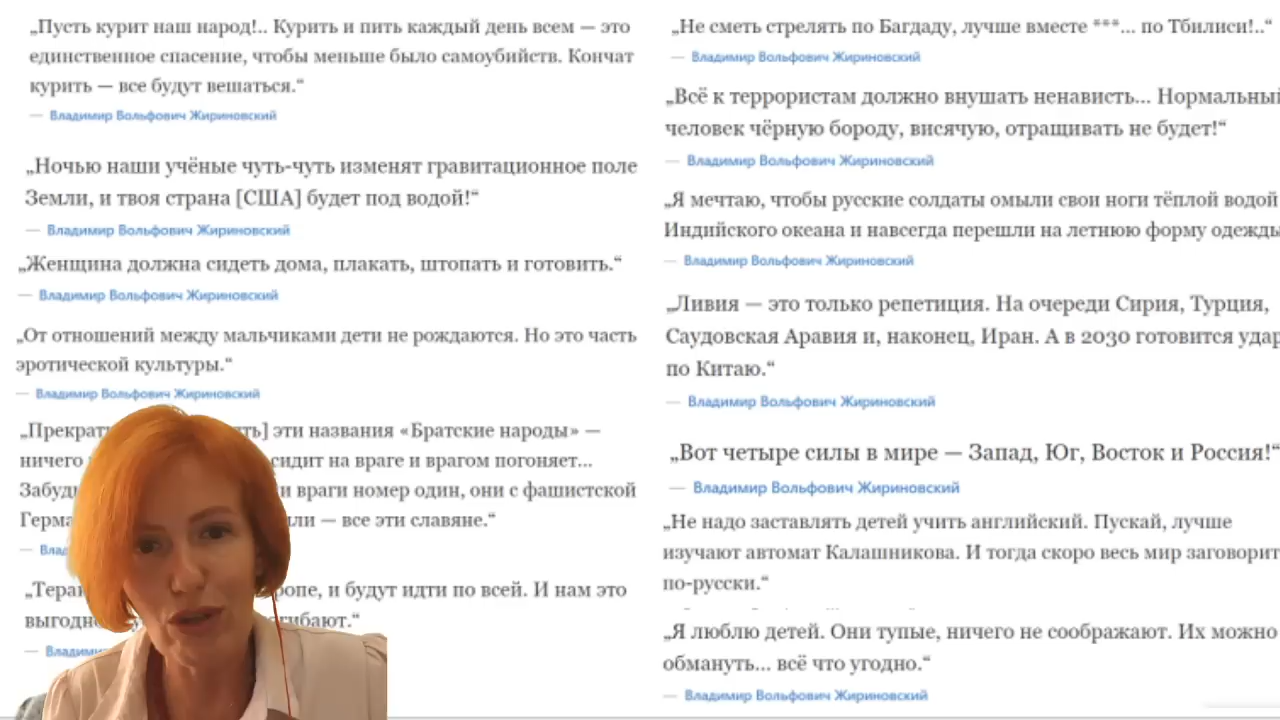 „Пусть курит наш народ!.. Курить и пить каждый день всем — это
единственное спасение, чтобы меньше было самоубийств. Кончат
курить — все будут вешаться.“
— Владимир Вольфович Жириновский
„Ночью наши учёные чуть-чуть изменят гравитационное поле
Земли, и твоя страна [США] будет под водой!“
— Владимир Вольфович Жириновский
„Женщина должна сидеть дома, плакать, штопать и готовить.“
— Владимир Вольфович Жириновский
„От отношений между мальчиками дети не рождаются. Но это часть
эротической культуры.“
— Владимир Вольфович Жириновский
эти названия «Братские народы» —
ничего сидит на враге и врагом погоняет...
и враги номер один, они с фашистской
— все эти славяне.“
—
и будут идти по всей. И нам это
—
„Не сметь стрелять по Багдаду, лучше вместе ***... по Тбилиси!..“
— Владимир Вольфович Жириновский
„Всё к террористам должно внушать ненависть... Нормальный
человек чёрную бороду, висячую, отращивать не будет!“
— Владимир Вольфович Жириновский
„Я мечтаю, чтобы русские солдаты омыли свои ноги тёплой водой
Индийского океана и навсегда перешли на летнюю форму одежды
— Владимир Вольфович Жириновский
„Ливия — это только репетиция. На очереди Сирия, Турция,
Саудовская Аравия и, наконец, Иран. А в 2030 готовится удар
по Китаю.“
— Владимир Вольфович Жириновский
„Вот четыре силы в мире — Запад, Юг, Восток и Россия!“
— Владимир Вольфович Жириновский
„Не надо заставлять детей учить английский. Пускай, лучше
изучают автомат Калашникова. И тогда скоро весь мир заговорит
по-русски.“
„Я люблю детей. Они тупые, ничего не соображают. Их можно
обмануть... всё что угодно.“
— Владимир Вольфович Жириновский